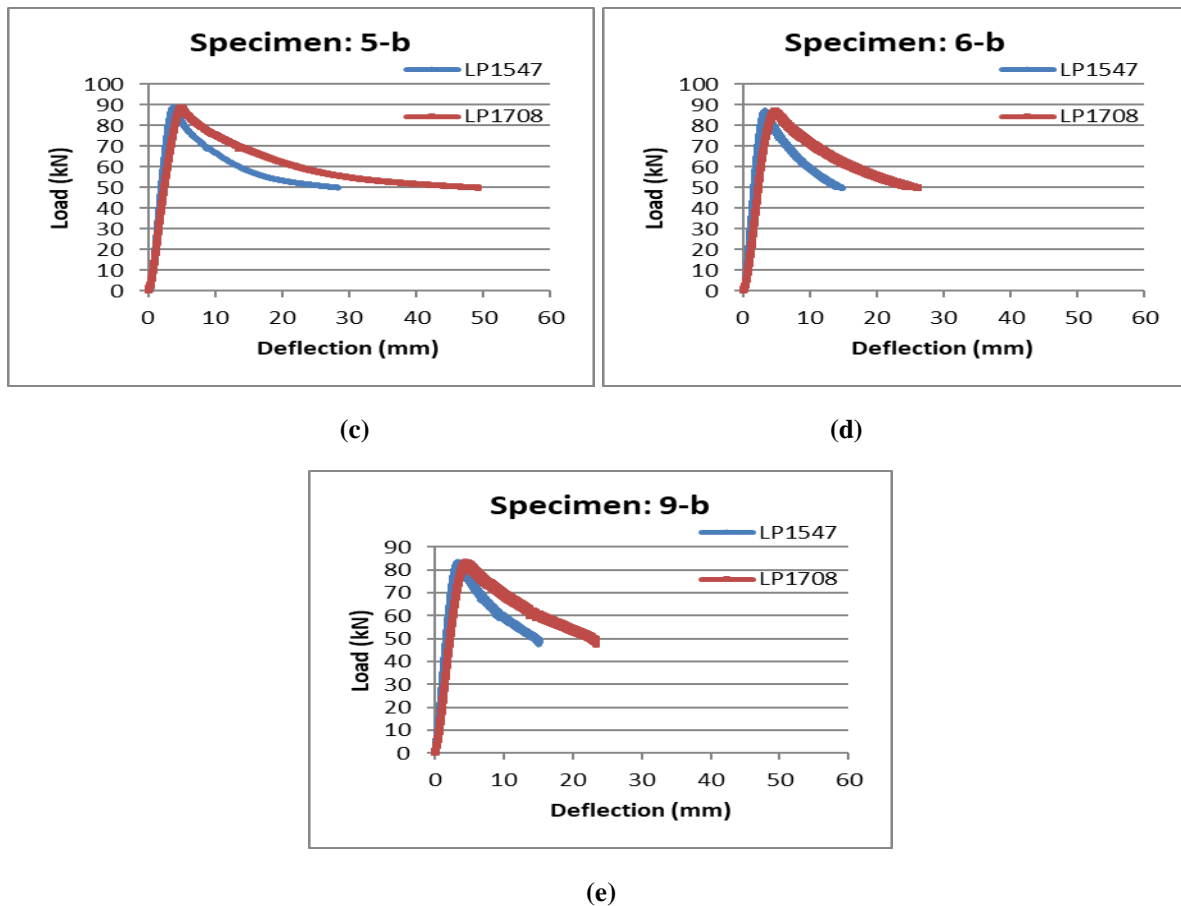 Specimen: 5-b
LP1547
LP1708
100
90
80
70
60
50
40
30
20
10
0
Load (kN)
0 10 20 30 40 50 60
Deflection (mm)
(c)
Specimen: 6-b
LP1547
LP1708
100
90
80
70
60
50
40
30
20
10
0
Load (kN)
0 10 20 30 40 50 60
Deflection (mm)
(d)
Specimen: 9-b
LP1547
LP1708
90
80
70
60
50
40
30
20
10
0
Load (kN)
0 10 20 30 40 50 60
Deflection (mm)
(e)